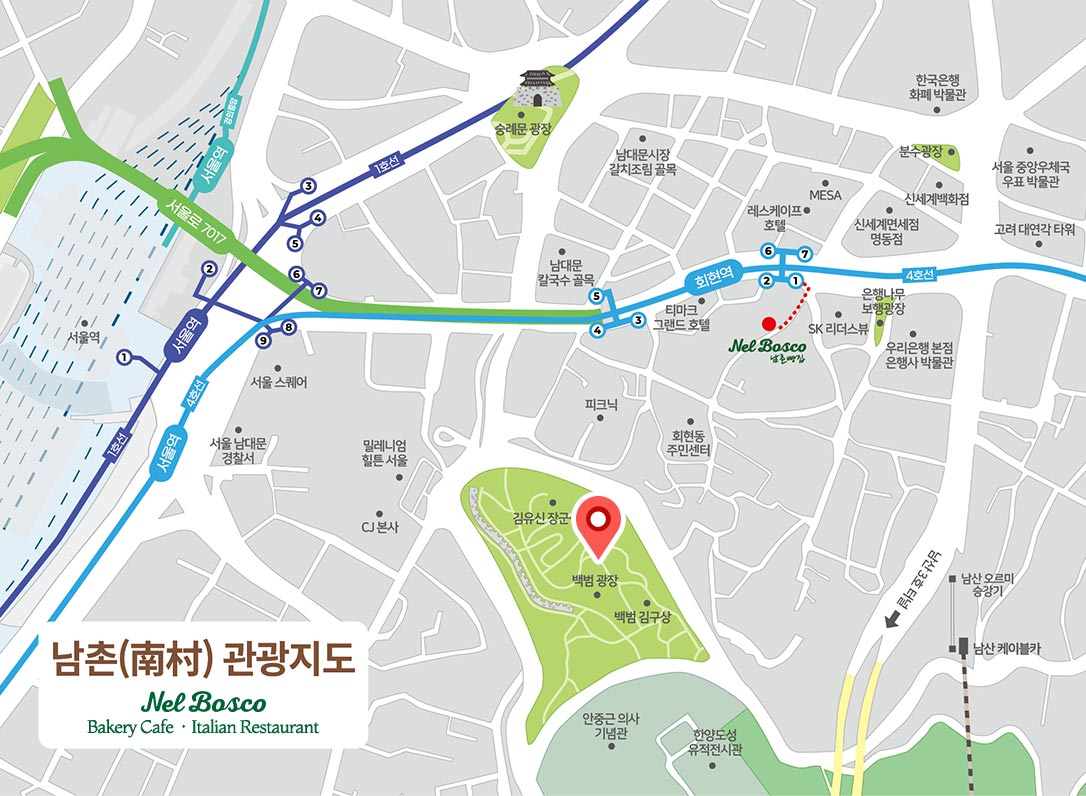 한국은행
화폐 박물관
숭례문 광장
경의중앙
서울역
1호선
남대문시장
갈치조림 골목
분수광장
서울 중앙우체국
우표 박물관
MESA
신세계백화점
레스케이프
호텔
신세계면세점
명동점
고려 대연각 타워
서울로 7017
3
4
5
2
6
7
8
9
1
남대문
칼국수 골목
5
4
3
회현역
6
7
2
1
4호선
티마크
그랜드 호텔
은행나무
보행광장
SK 리더스뷰
Nel Bosco
남촌빵집
우리은행 본점
은행사 박물관
서울역
서울역
서울 스퀘어
4호선
1호선
서울역
피크닉
회현동
주민센터
서울 남대문
경찰서
밀레니엄
힐튼 서울
CJ 본사
김유신 장군
백범 광장
백범 김구상
남산 3호 터널
남산 오르미
승강기
남산 케이블카
안중근 의사
기념관
한양도성
유적전시관
남촌(南村) 관광지도
Nel Bosco
Bakery Cafe · Italian Restaurant